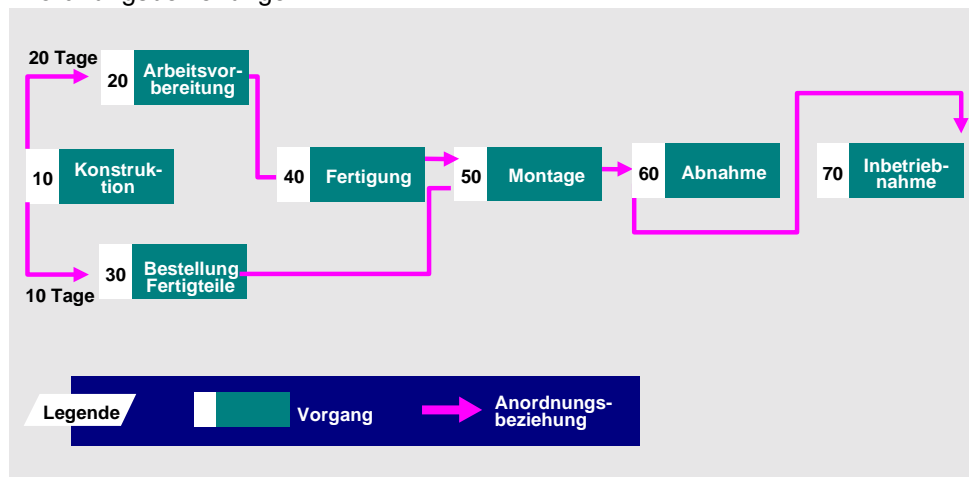 20 Tage
20
Arbeitsvor-
bereitung
10
Konstruk-
tion
40
Fertigung
50
Montage
60
Abnahme
70
Inbetrieb-
nahme
30
Bestellung
Fertigteile
10 Tage
Legende
Vorgang
Anordnungs-
beziehung